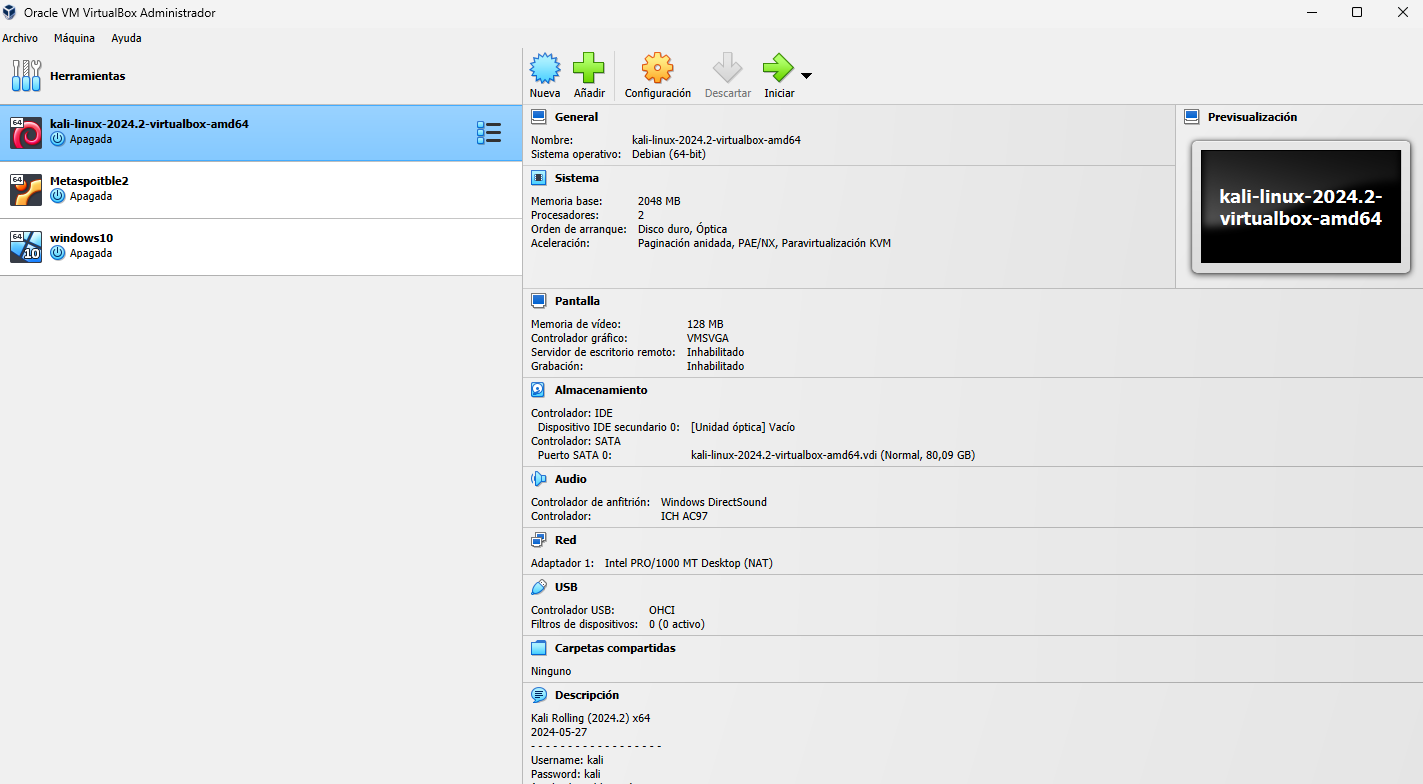 Oracle VM VirtualBox Administrador
Archivo Máquina Ayuda
Herramientas
64
kali-linux-2024.2-virtualbox-amd64
Apagada
64
Metaspoitble2
Apagada
64
10
windows10
Apagada
Nueva Añadir Configuración Descartar Iniciar
General
Nombre: kali-linux-2024.2-virtualbox-amd64
Sistema operativo: Debian (64-bit)
Sistema
Memoria base: 2048 MB
Procesadores: 2
Orden de arranque: Disco duro, Óptica
Aceleración: Paginación anidada, PAE/NX, Paravirtualización KVM
Previsualización
kali-linux-2024.2-
virtualbox-amd64
Pantalla
Memoria de vídeo: 128 MB
Controlador gráfico: VMSVGA
Servidor de escritorio remoto: Inhabilitado
Grabación: Inhabilitado
Almacenamiento
Controlador: IDE
Dispositivo IDE secundario 0: [Unidad óptica] Vacío
Controlador: SATA
Puerto SATA 0: kali-linux-2024.2-virtualbox-amd64.vdi (Normal, 80,09 GB)
Audio
Controlador de anfitrión: Windows DirectSound
Controlador: ICH AC97
Red
Adaptador 1: Intel PRO/1000 MT Desktop (NAT)
USB
Controlador USB: OHCI
Filtros de dispositivos: 0 (0 activo)
Carpetas compartidas
Ninguno
Descripción
Kali Rolling (2024.2) x64
2024-05-27
- - - - - - - - - - - - - - - - - -
Username: kali
Password: kali